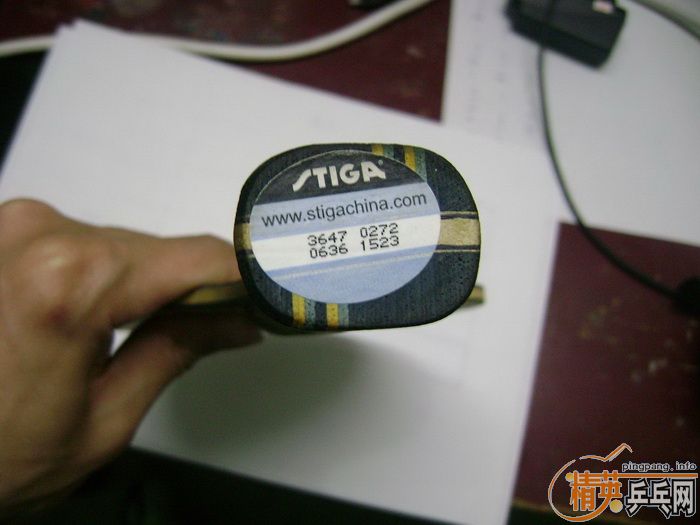 STIGA
www.stigachina.com
3647 0272
0636 1523
pingpang.info
精英乒乓网